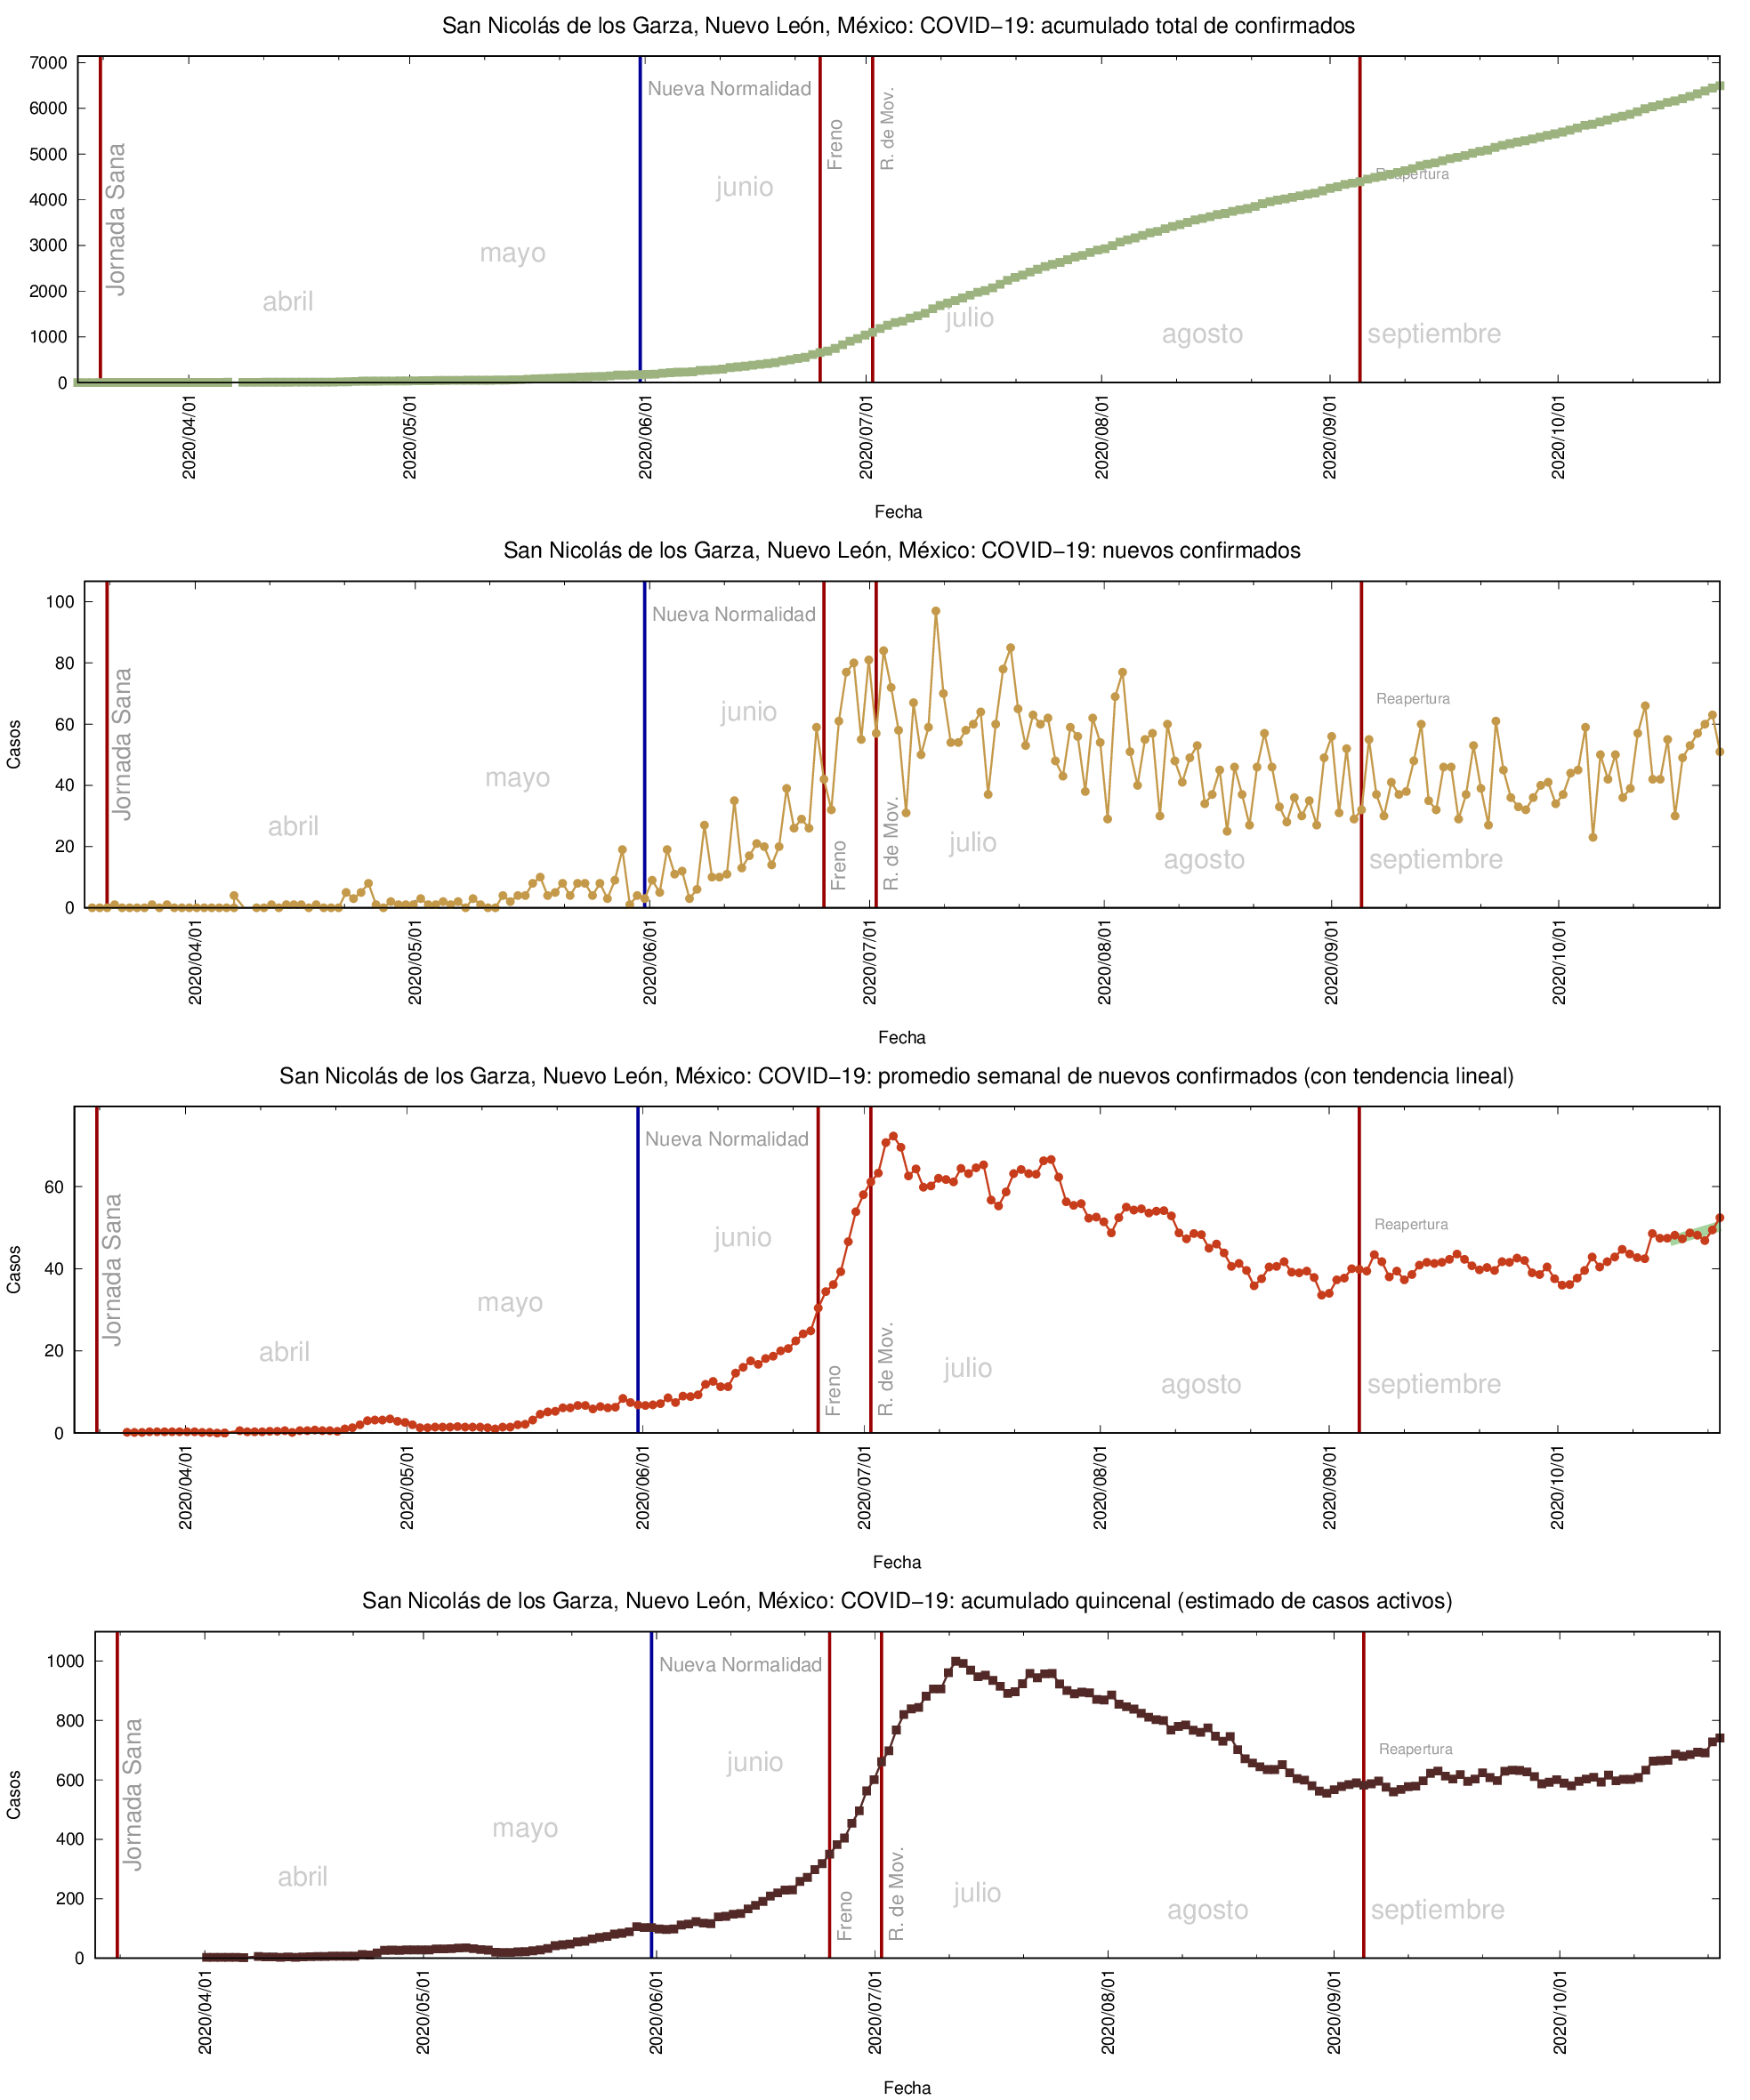 San Nicolás de los Garza, Nuevo León, México: COVID−19: acumulado total de confirmados
7000
6000
5000
4000
3000
2000
1000
0
Jornada Sana
abril
mayo
Nueva Normalidad
junio
Freno
R. de Mov.
julio
agosto
Reapertura
septiembre
2020/04/01
2020/05/01
2020/06/01
2020/07/01
2020/08/01
2020/09/01
2020/10/01
Fecha
San Nicolás de los Garza, Nuevo León, México: COVID−19: nuevos confirmados
Casos
100
80
60
40
20
0
Jornada Sana
abril
mayo
Nueva Normalidad
junio
Freno
R. de Mov.
julio
agosto
Reapertura
septiembre
2020/04/01
2020/05/01
2020/06/01
2020/07/01
2020/08/01
2020/09/01
2020/10/01
Fecha
San Nicolás de los Garza, Nuevo León, México: COVID−19: promedio semanal de nuevos confirmados (con tendencia lineal)
Casos
60
40
20
0
Jornada Sana
abril
mayo
Nueva Normalidad
junio
Freno
R. de Mov.
julio
agosto
Reapertura
septiembre
2020/04/01
2020/05/01
2020/06/01
2020/07/01
2020/08/01
2020/09/01
2020/10/01
Fecha
San Nicolás de los Garza, Nuevo León, México: COVID−19: acumulado quincenal (estimado de casos activos)
Casos
1000
800
600
400
200
0
Jornada Sana
abril
mayo
Nueva Normalidad
junio
Freno
R. de Mov.
julio
agosto
Reapertura
septiembre
2020/04/01
2020/05/01
2020/06/01
2020/07/01
2020/08/01
2020/09/01
2020/10/01
Fecha